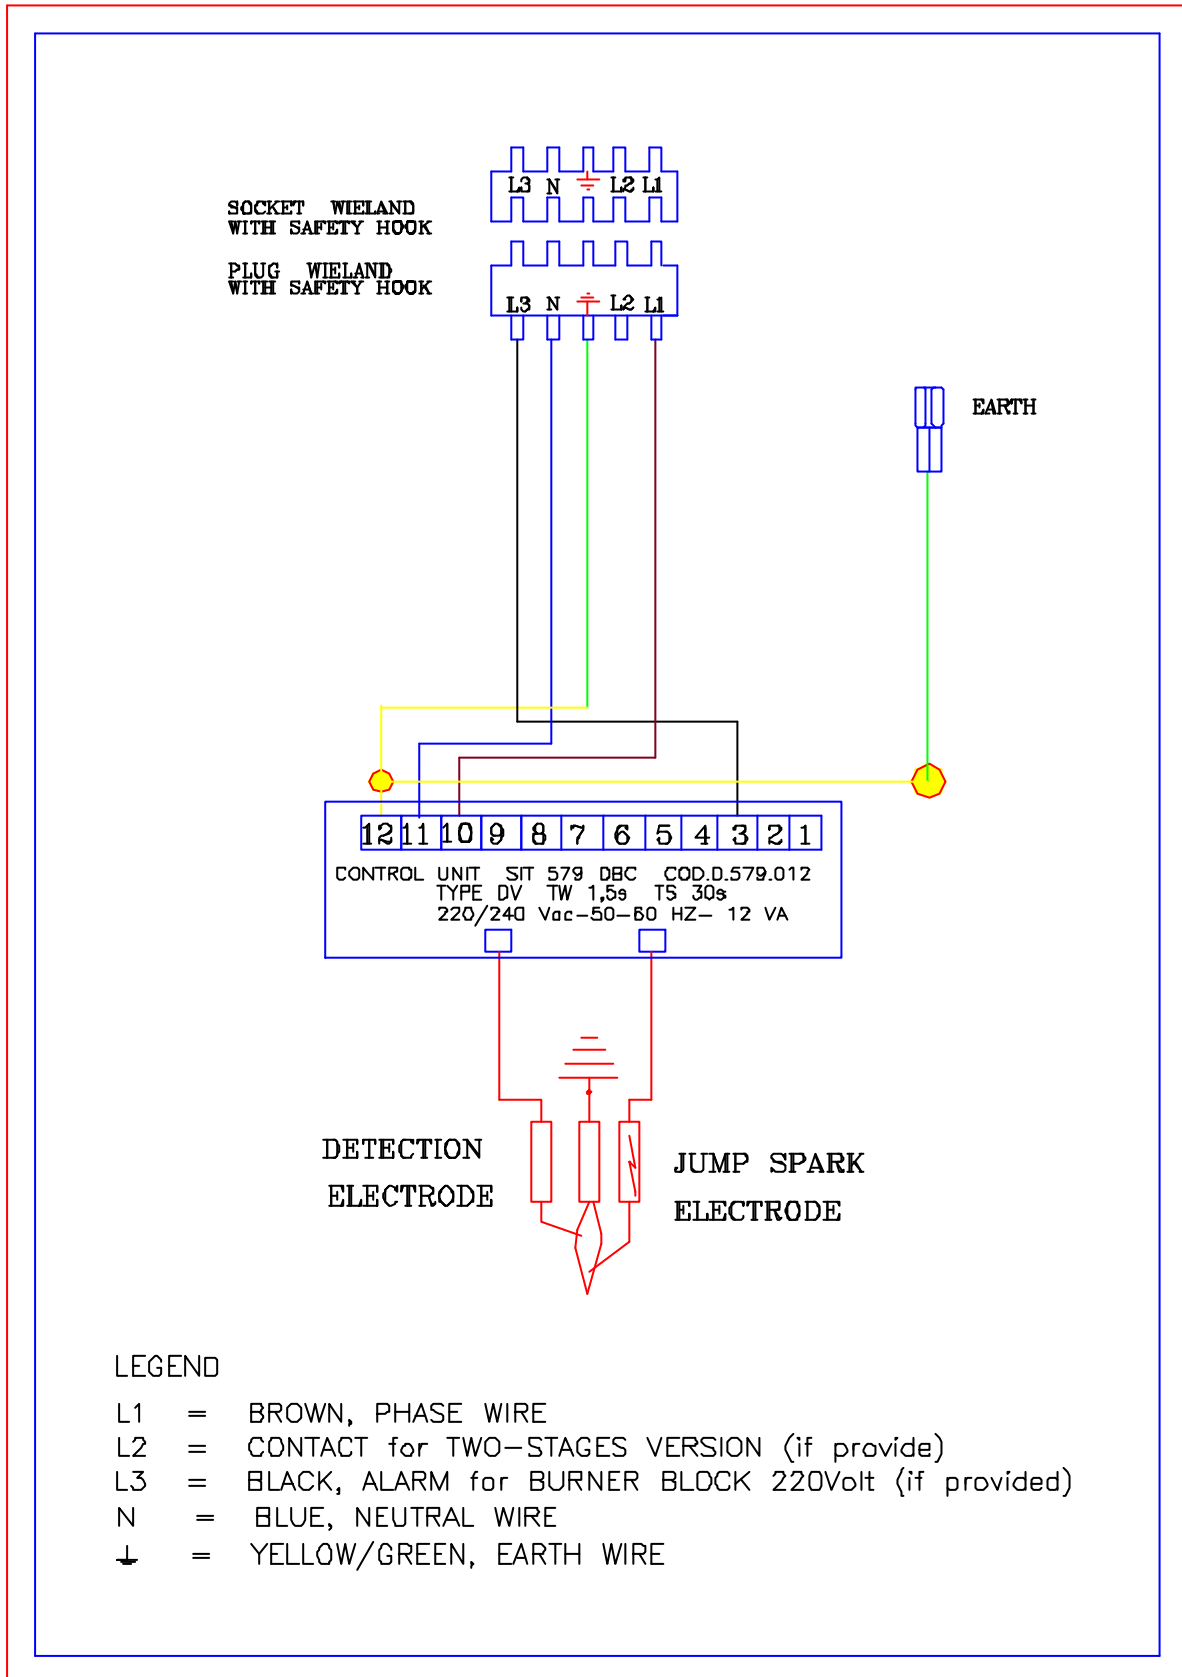 L3 N L2 L1
SOCKET WIELAND
WITH SAFETY HOOK
PLUG WIELAND
WITH SAFETY HOOK
L3 N L2 L1
EARTH
12 11 10 9 8 7 6 5 4 3 2 1
CONTROL UNIT SIT 579 DBC COD.D.579.012
TYPE DV TW 1,5s TS 30s
220/240 Vac-50-60 HZ- 12 VA
DETECTION
ELECTRODE
JUMP SPARK
ELECTRODE
LEGEND
L1 = BROWN, PHASE WIRE
L2 = CONTACT for TWO-STAGES VERSION (if provide)
L3 = BLACK, ALARM for BURNER BLOCK 220Volt (if provided)
N = BLUE, NEUTRAL WIRE
⏚ = YELLOW/GREEN, EARTH WIRE